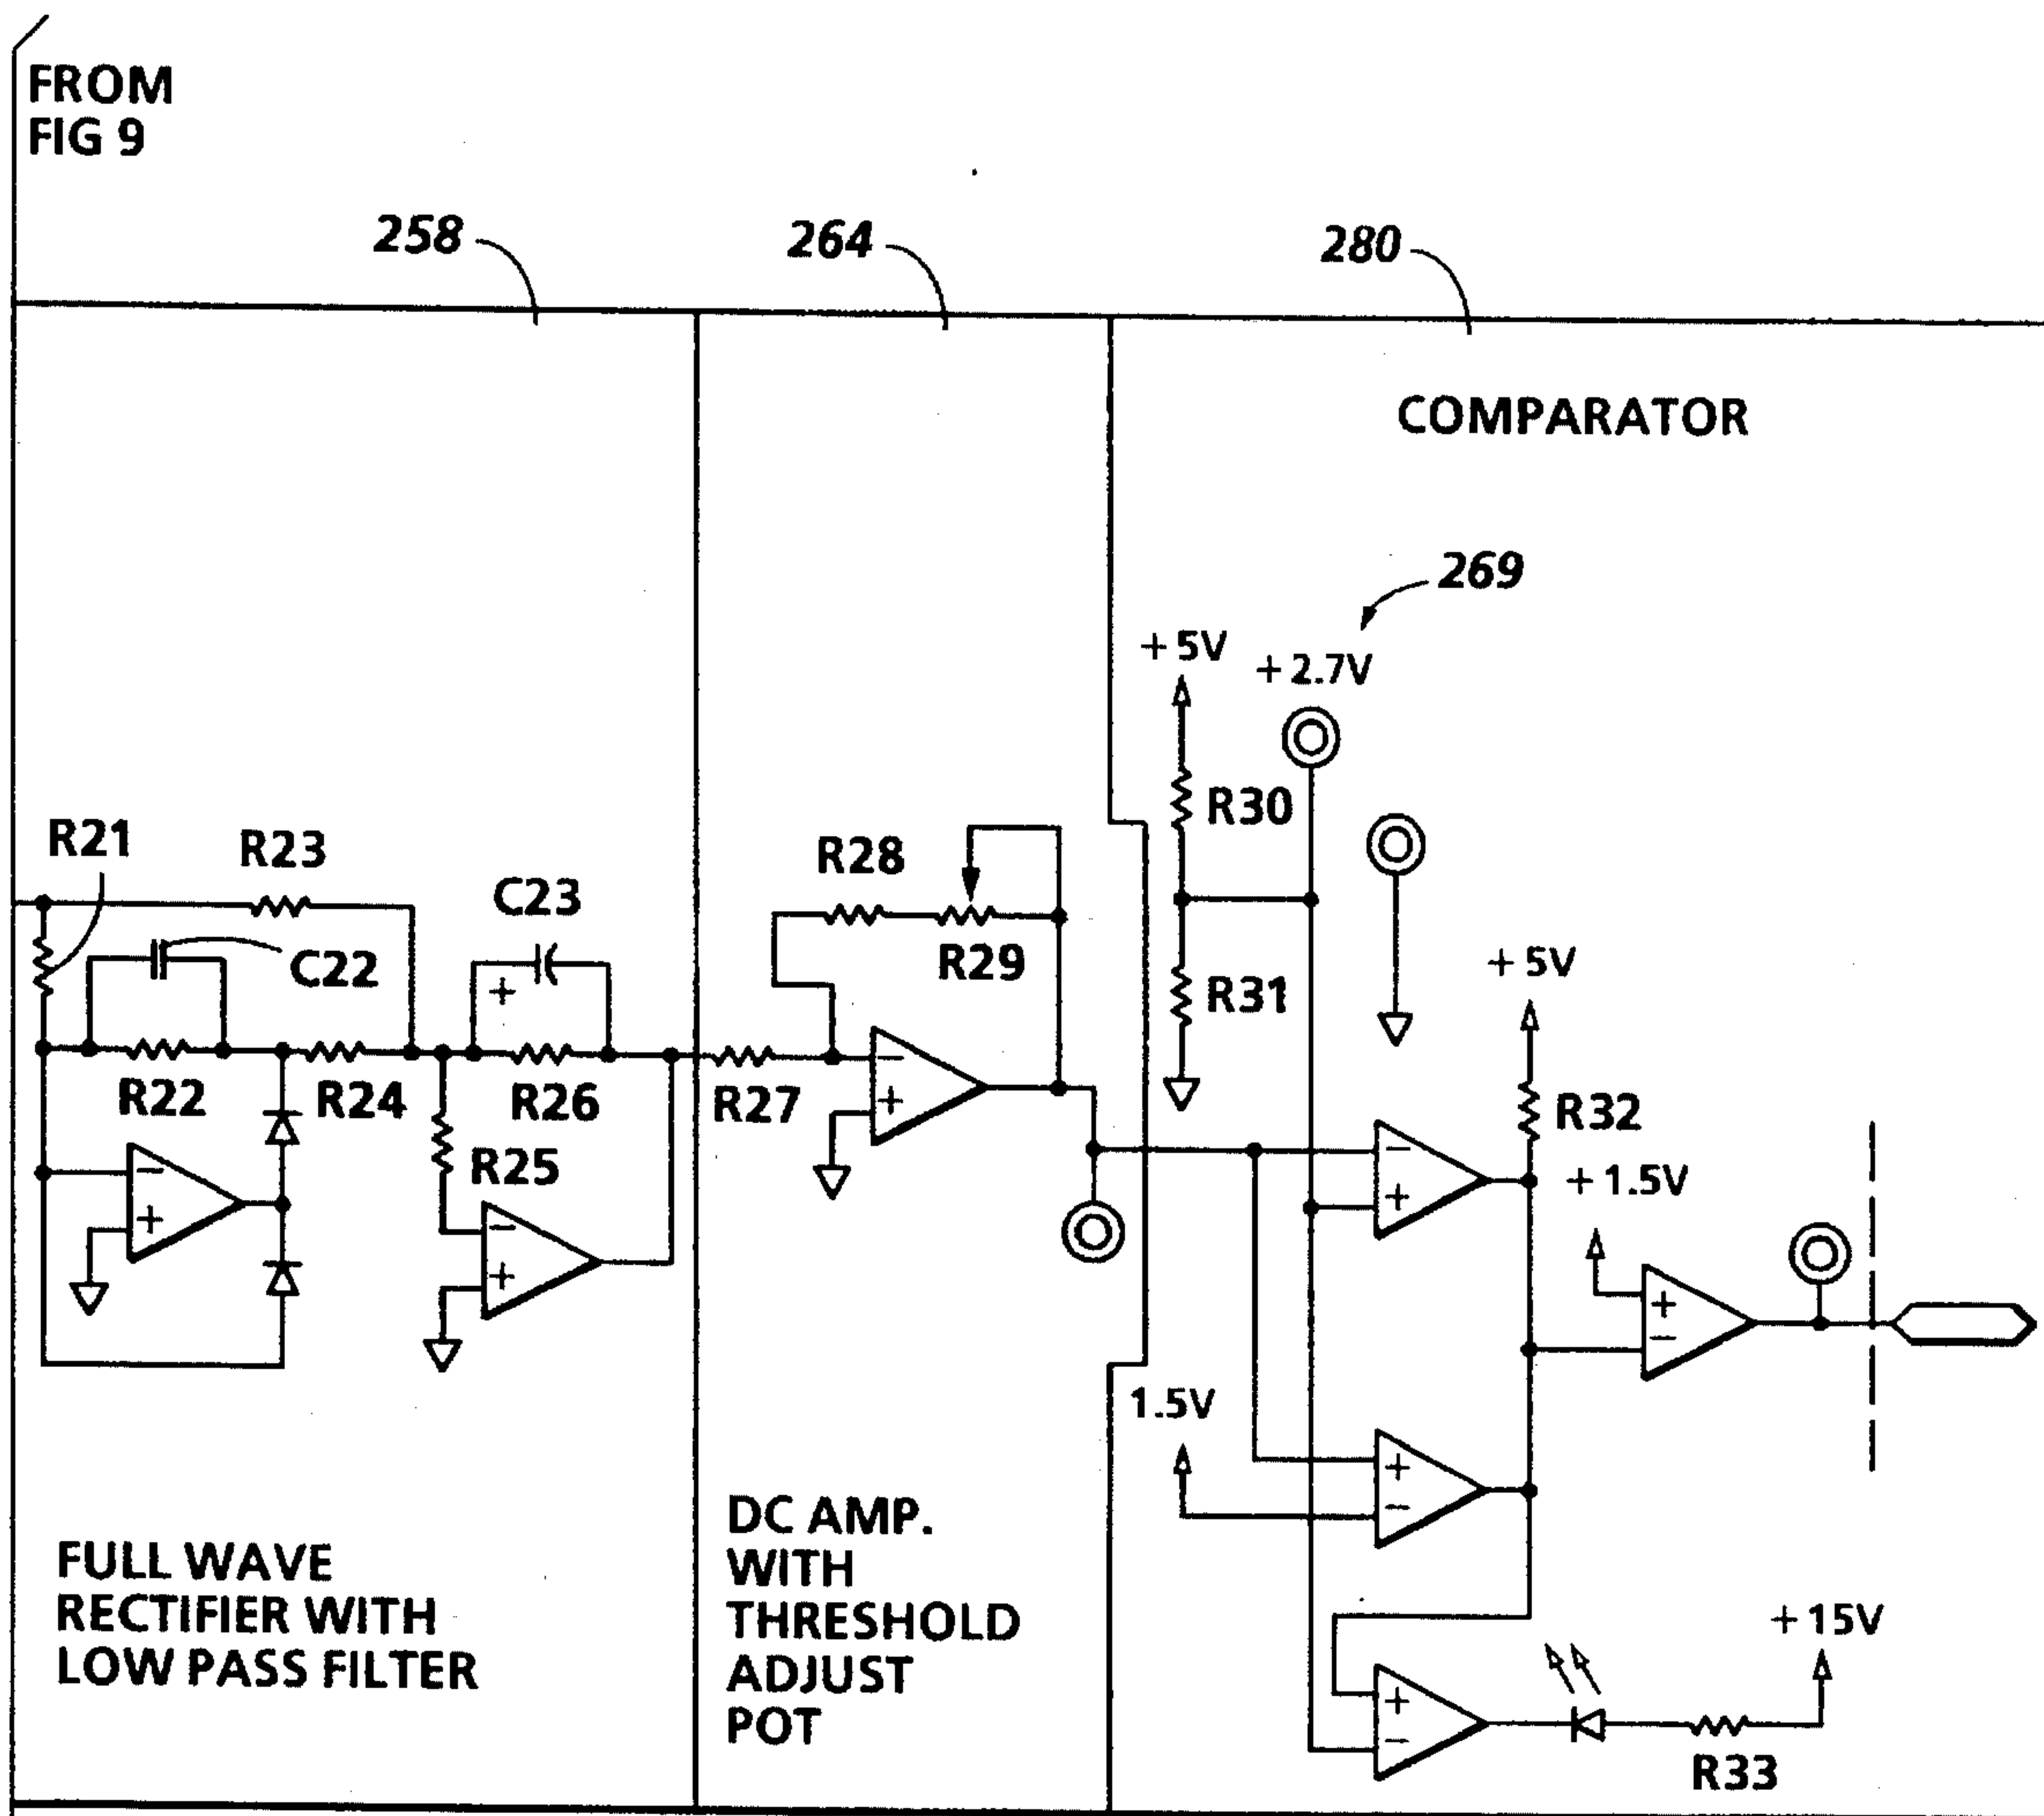 FROM
FIG 9
258
264
280
COMPARATOR
269
+5V
+2.7V
R30
R31
R21
R23
C22
C23
R22
R24
R26
R25
R28
R29
R27
-
+
-
+
-
+
+
+5V
R32
+1.5V
-
+
+
-
1.5V
+
-
+
-
+15V
R33
FULL WAVE
RECTIFIER WITH
LOW PASS FILTER
DC AMP.
WITH
THRESHOLD
ADJUST
POT